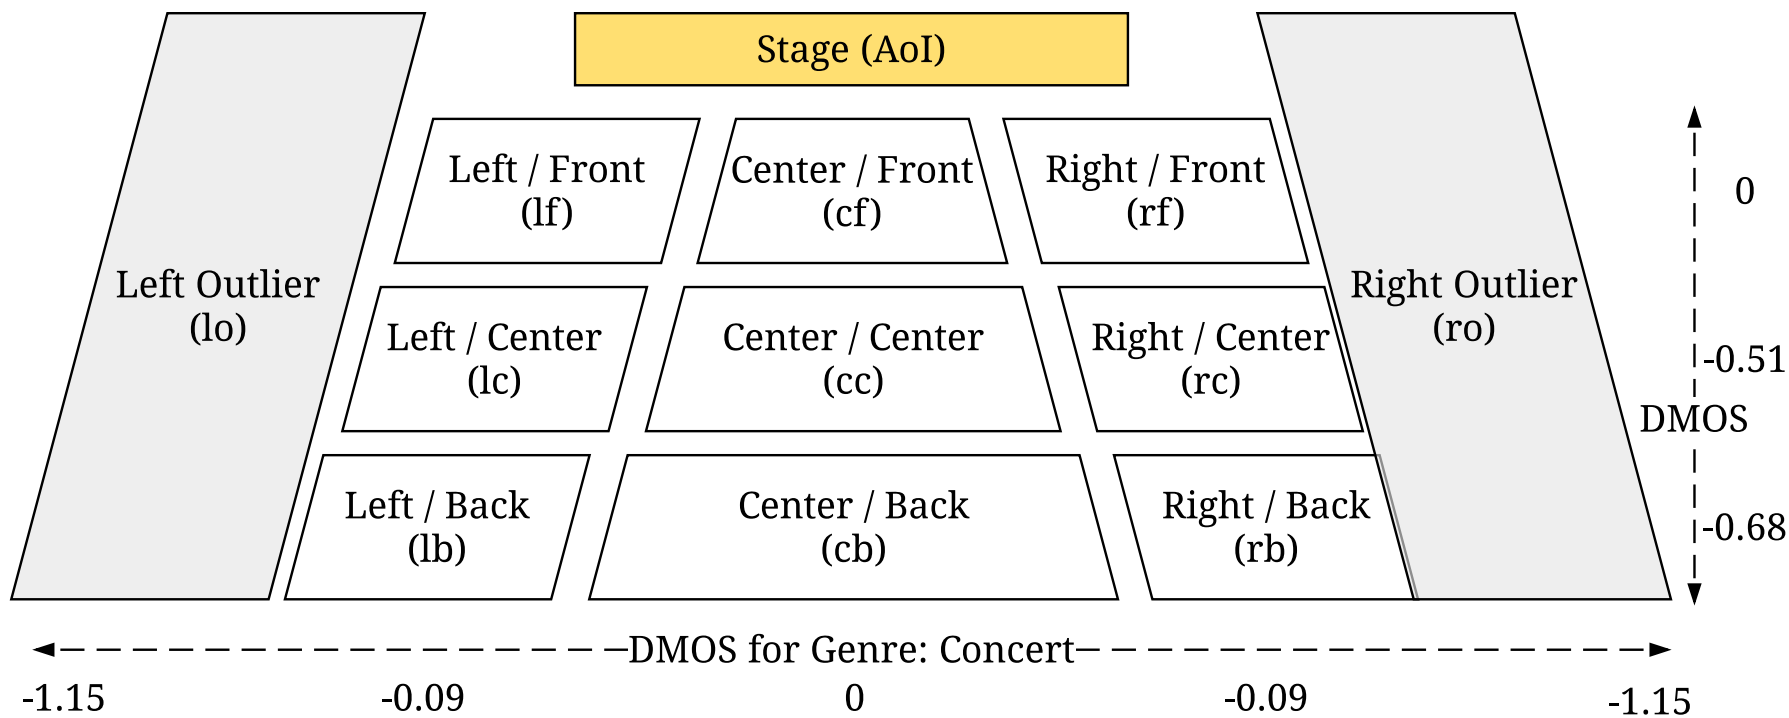 Stage (AoI)
Left / Front
(lf)
Center / Front
(cf)
Right / Front
(rf)
0
Left Outlier
(lo)
Left / Center
(lc)
Center / Center
(cc)
Right / Center
(rc)
Right Outlier
(ro)
-0.51
DMOS
Left / Back
(lb)
Center / Back
(cb)
Right / Back
(rb)
-0.68
DMOS for Genre: Concert
-1.15
-0.09
0
-0.09
-1.15